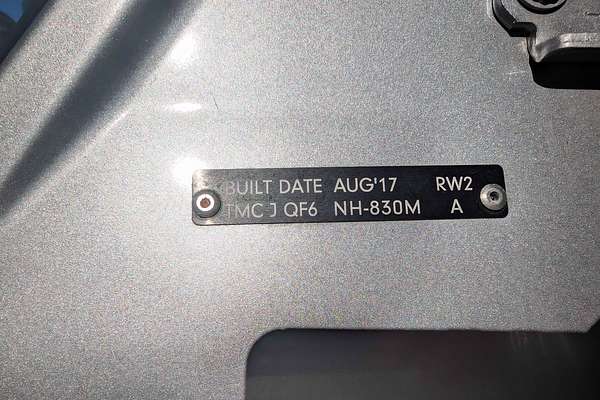 BUILT DATE AUG'17 RW2
TMC J QF6 NH-830M A